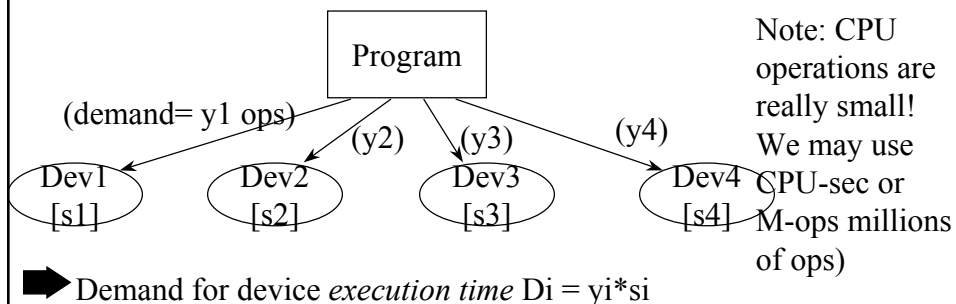 Program
Note: CPU
operations are
really small!
We may use
CPU-sec or
M-ops millions
of ops)
(demand= y1 ops)
(y2)
(y3)
(y4)
Dev1
[s1]
Dev2
[s2]
Dev3
[s3]
Dev4
[s4]
Demand for device execution time Di = yi*si